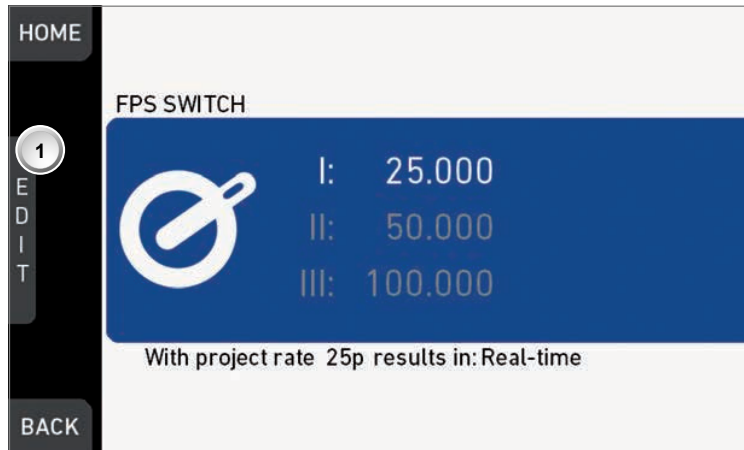 HOME
FPS SWITCH
1
EDIT
I: 25.000
II: 50.000
III: 100.000
With project rate 25p results in: Real-time
BACK